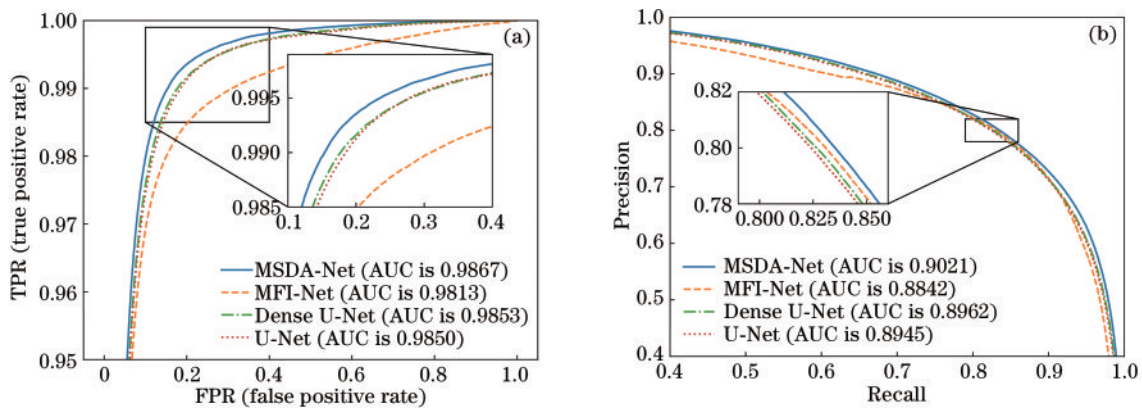 1.00
0.99
0.98
0.97
0.96
0.95
TPR (true positive rate)
(a)
0.995
0.990
0.985
0.1
0.2
0.3
0.4
MSDA-Net (AUC is 0.9867)
MFI-Net (AUC is 0.9813)
Dense U-Net (AUC is 0.9853)
U-Net (AUC is 0.9850)
0
0.2
0.4
0.6
0.8
1.0
FPR (false positive rate)
1.0
0.9
0.8
0.7
0.6
0.5
0.4
Precision
(b)
0.82
0.80
0.78
0.800
0.825
0.850
MSDA-Net (AUC is 0.9021)
MFI-Net (AUC is 0.8842)
Dense U-Net (AUC is 0.8962)
U-Net (AUC is 0.8945)
0.4
0.5
0.6
0.7
0.8
0.9
1.0
Recall